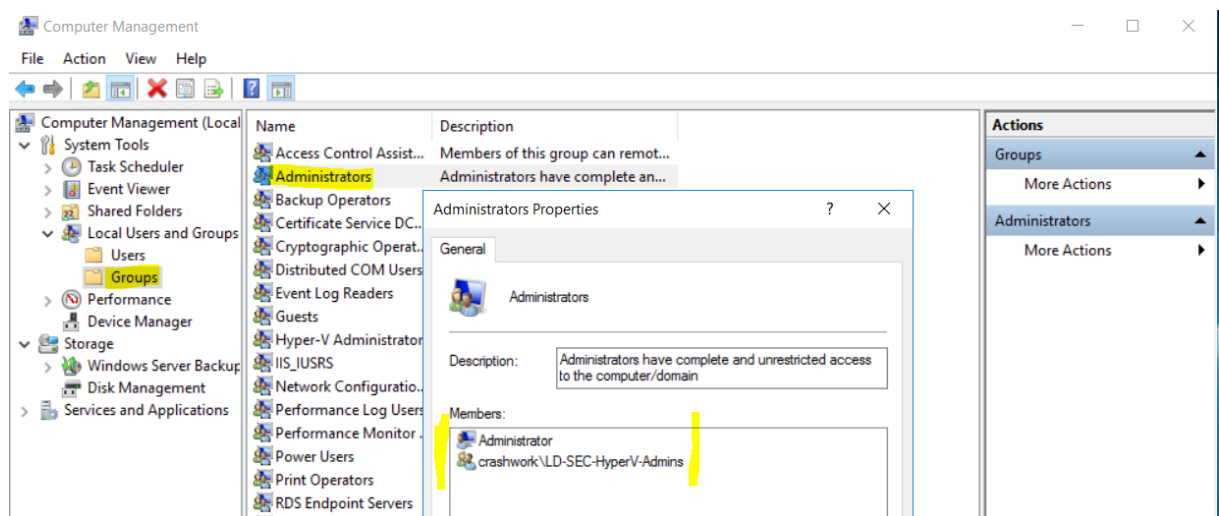 Computer Management
File Action View Help
Computer Management (Local
System Tools
Task Scheduler
Event Viewer
Shared Folders
Local Users and Groups
Users
Groups
Performance
Device Manager
Storage
Windows Server Backup
Disk Management
Services and Applications
Name Description
Access Control Assist... Members of this group can remot...
Administrators Administrators have complete an...
Backup Operators
Certificate Service DC...
Cryptographic Operat..
Distributed COM Users
Event Log Readers
Guests
Hyper-V Administrator
IIS_IUSRS
Network Configuratio..
Performance Log Users
Performance Monitor .
Power Users
Print Operators
RDS Endpoint Servers
Administrators Properties ?
General
Administrators
Description: Administrators have complete and unrestricted access
to the computer/domain
Members:
Administrator
crashwork\LD-SEC-HyperV-Admins
Actions
Groups
More Actions
Administrators
More Actions